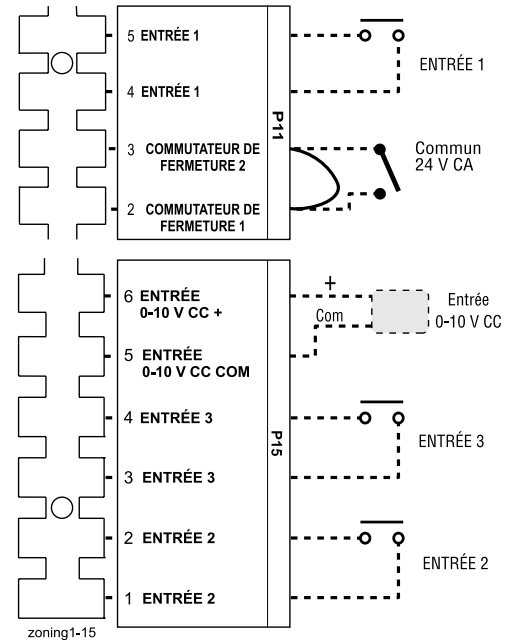 5 ENTRÉE 1
4 ENTRÉE 1
3 COMMUTATEUR DE
FERMETURE 2
2 COMMUTATEUR DE
FERMETURE 1
P11
ENTRÉE 1
Commun
24 V CA
6 ENTRÉE
0-10 V CC +
5 ENTRÉE
0-10 V CC COM
4 ENTRÉE 3
3 ENTRÉE 3
2 ENTRÉE 2
1 ENTRÉE 2
P15
+
Com
Entrée
0-10 V CC
ENTRÉE 3
ENTRÉE 2
zoning1-15